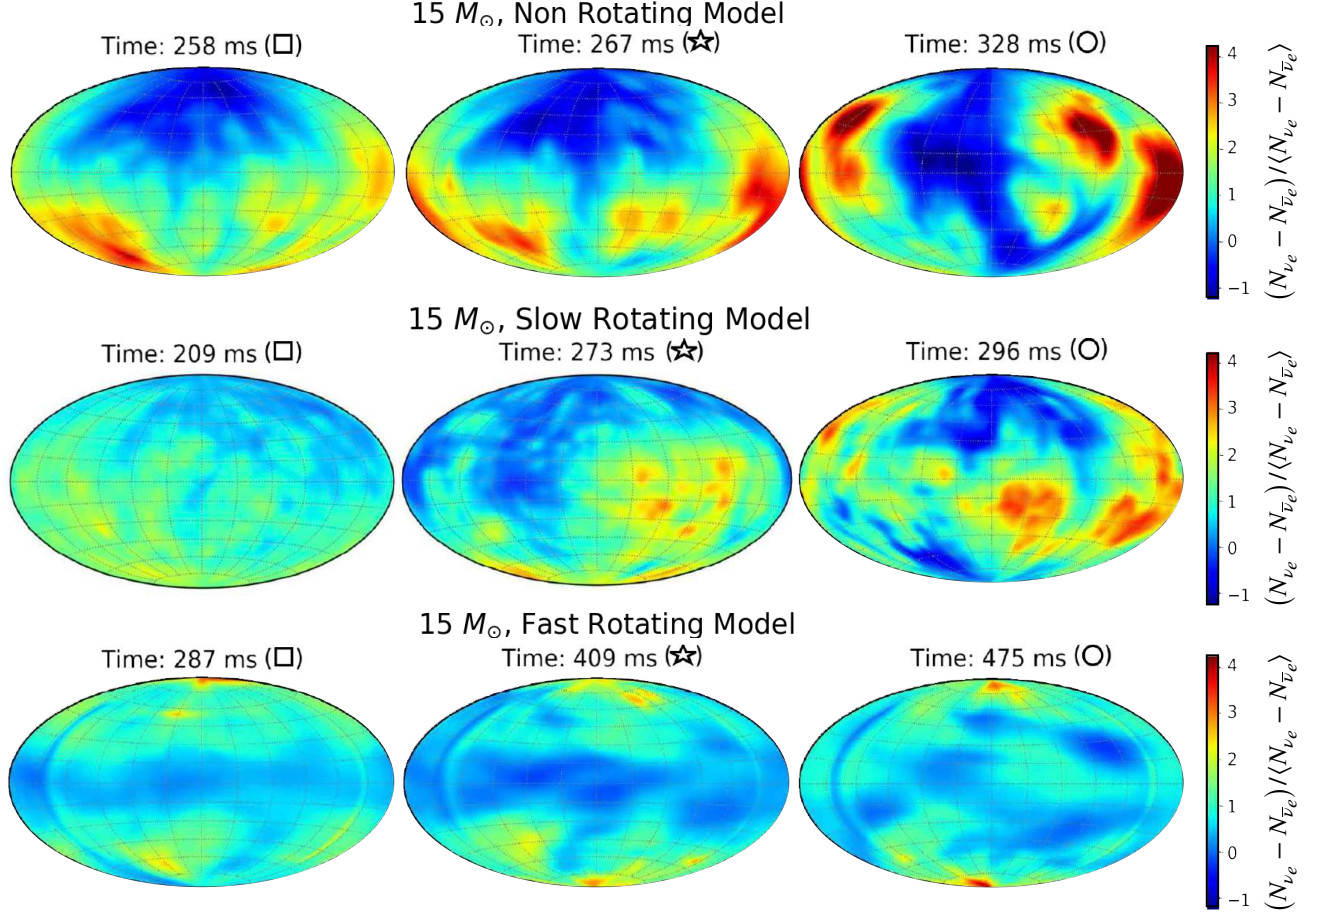 15 M⊙, Non Rotating Model
Time: 258 ms (□)
Time: 267 ms (☆)
Time: 328 ms (○)
4
3
2
1
0
−1
(N_νe − N_ν̄e)/⟨N_νe − N_ν̄e⟩
15 M⊙, Slow Rotating Model
Time: 209 ms (□)
Time: 273 ms (☆)
Time: 296 ms (○)
4
3
2
1
0
−1
(N_νe − N_ν̄e)/⟨N_νe − N_ν̄e⟩
15 M⊙, Fast Rotating Model
Time: 287 ms (□)
Time: 409 ms (☆)
Time: 475 ms (○)
4
3
2
1
0
−1
(N_νe − N_ν̄e)/⟨N_νe − N_ν̄e⟩